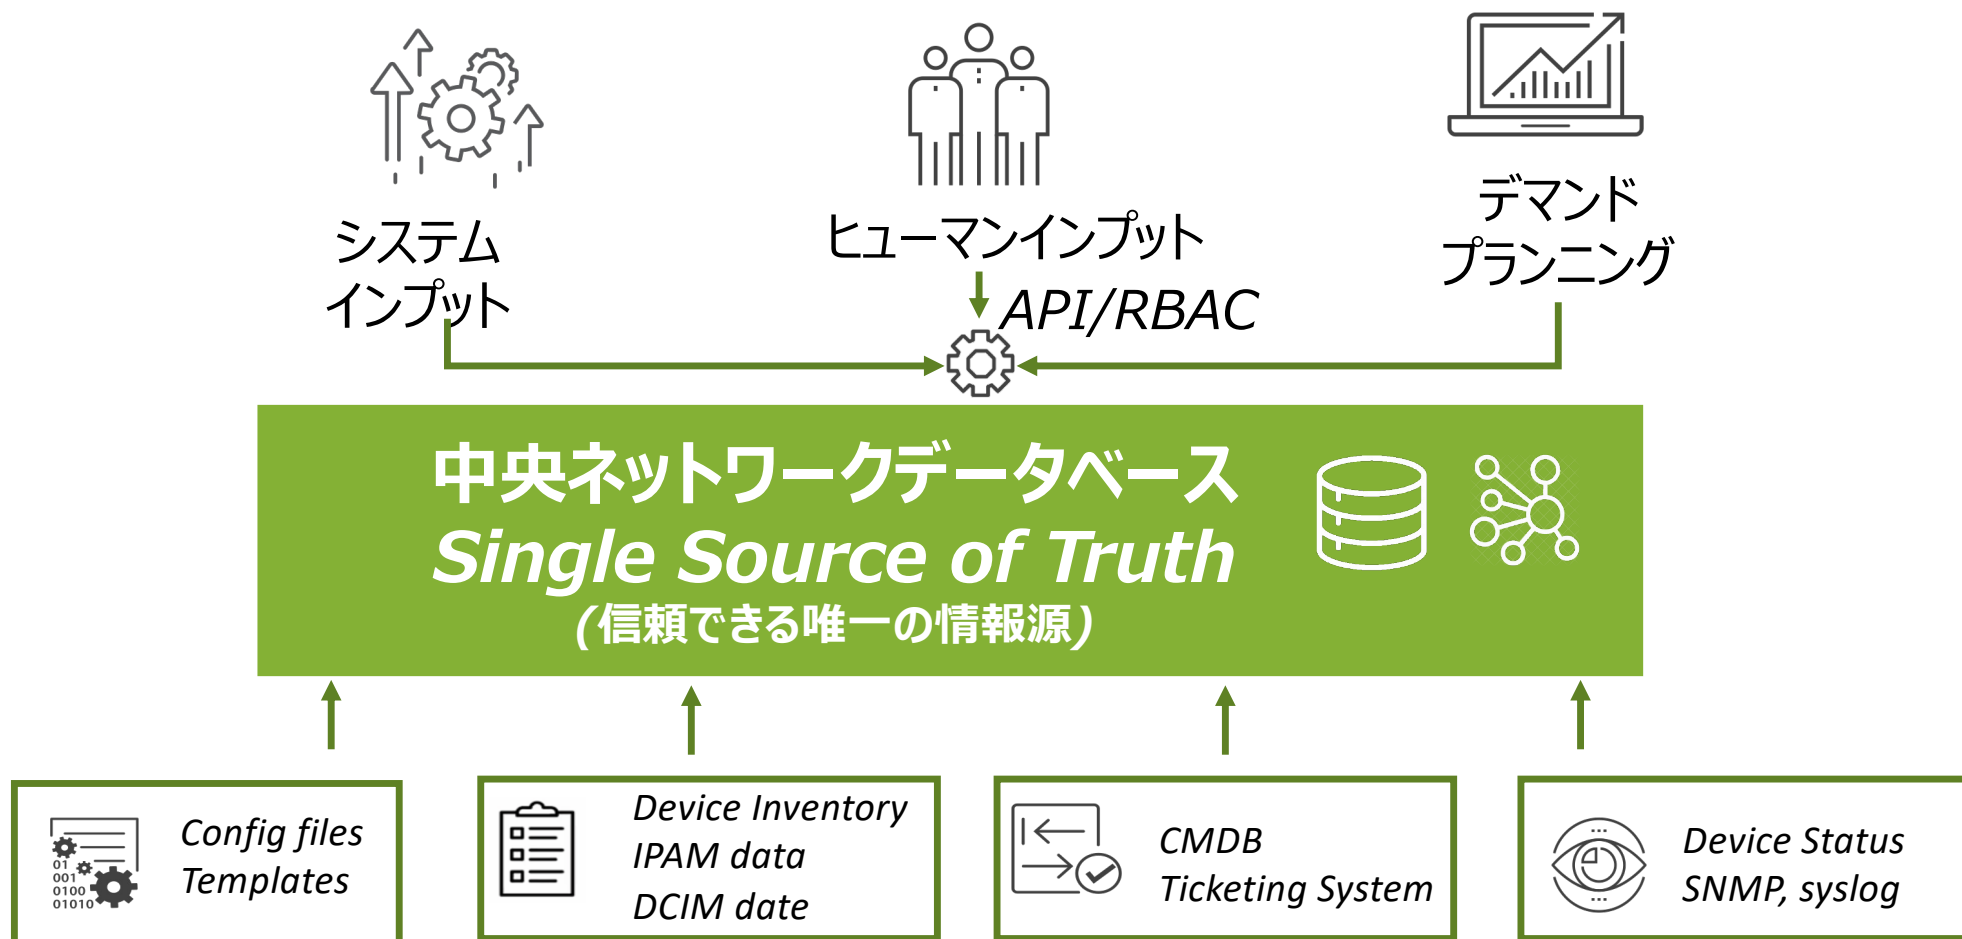 システム
インプット
ヒューマンインプット
デマンド
プランニング
API/RBAC
中央ネットワークデータベース
Single Source of Truth
(信頼できる唯一の情報源)
01
001
0100
01010
Config files
Templates
Device Inventory
IPAM data
DCIM date
CMDB
Ticketing System
Device Status
SNMP, syslog